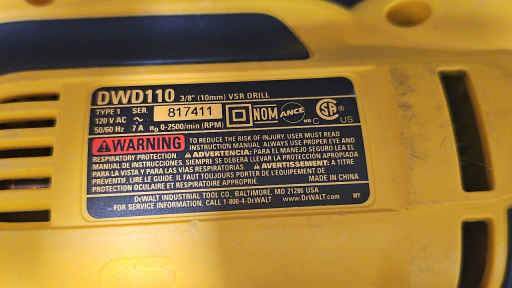 DWD110 3/8" (10mm) VSR DRILL
TYPE 1 SER. 817411
120 V AC ~
50/60 Hz 7A n0 0-2500/min (RPM)
NOM ANCE SA C US
WARNING TO REDUCE THE RISK OF INJURY, USER MUST READ
INSTRUCTION MANUAL. ALWAYS USE PROPER EYE AND
RESPIRATORY PROTECTION. ADVERTENCIA: PARA EL MANEJO SEGURO LEA EL
MANUAL DE INSTRUCCIONES. SIEMPRE SE DEBERÁ LLEVAR LA PROTECCIÓN APROPIADA
PARA LA VISTA Y PARA LAS VIAS RESPIRATORIAS. AVERTISSEMENT: À TITRE
PRÉVENTIF, LIRE LE GUIDE. IL FAUT TOUJOURS PORTER DE L'ÉQUIPEMENT DE
PROTECTION OCULAIRE ET RESPIRATOIRE APPROPRIÉ. MADE IN CHINA
DEWALT INDUSTRIAL TOOL CO., BALTIMORE, MD 21286 USA
FOR SERVICE INFORMATION, CALL 1-800-4-DEWALT www.DEWALT.com